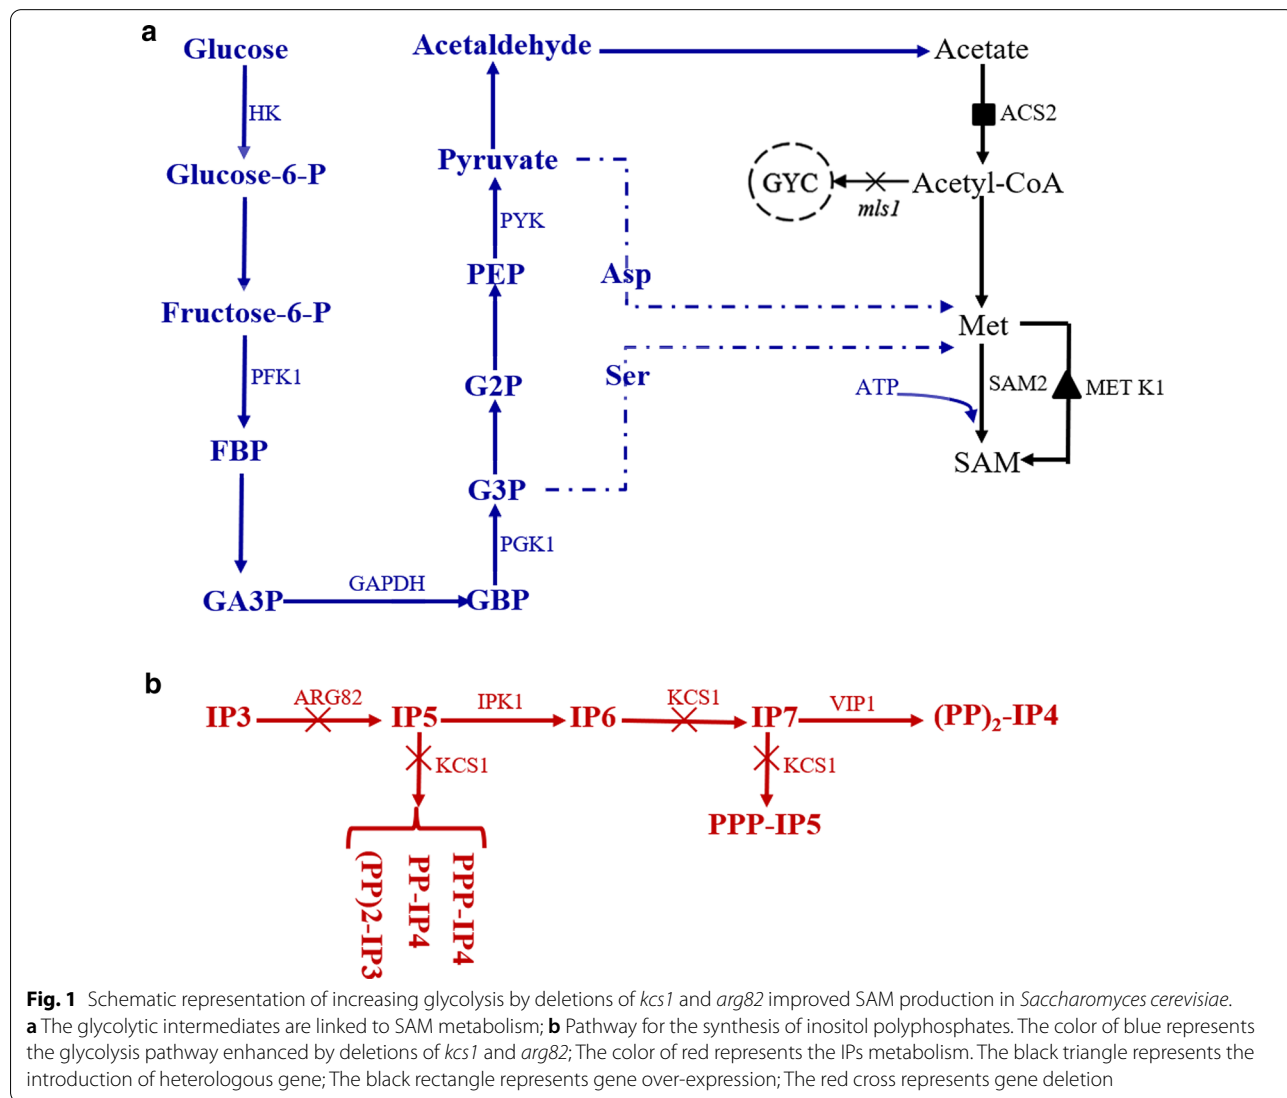 a
Glucose
Acetaldehyde
Acetate
HK
ACS2
Glucose-6-P
Pyruvate
GYC
Acetyl-CoA
mls1
PYK
PEP
Asp
Fructose-6-P
Met
PFK1
G2P
Ser
ATP
SAM2
MET K1
FBP
SAM
G3P
PGK1
GAPDH
GA3P
GBP
b
ARG82
IPK1
KCS1
VIP1
IP3
IP5
IP6
IP7
(PP)₂-IP4
KCS1
KCS1
PPP-IP5
(PP)2-IP3
PP-IP4
PPP-IP4
Fig. 1 Schematic representation of increasing glycolysis by deletions of kcs1 and arg82 improved SAM production in Saccharomyces cerevisiae.
a The glycolytic intermediates are linked to SAM metabolism; b Pathway for the synthesis of inositol polyphosphates. The color of blue represents
the glycolysis pathway enhanced by deletions of kcs1 and arg82; The color of red represents the IPs metabolism. The black triangle represents the
introduction of heterologous gene; The black rectangle represents gene over-expression; The red cross represents gene deletion